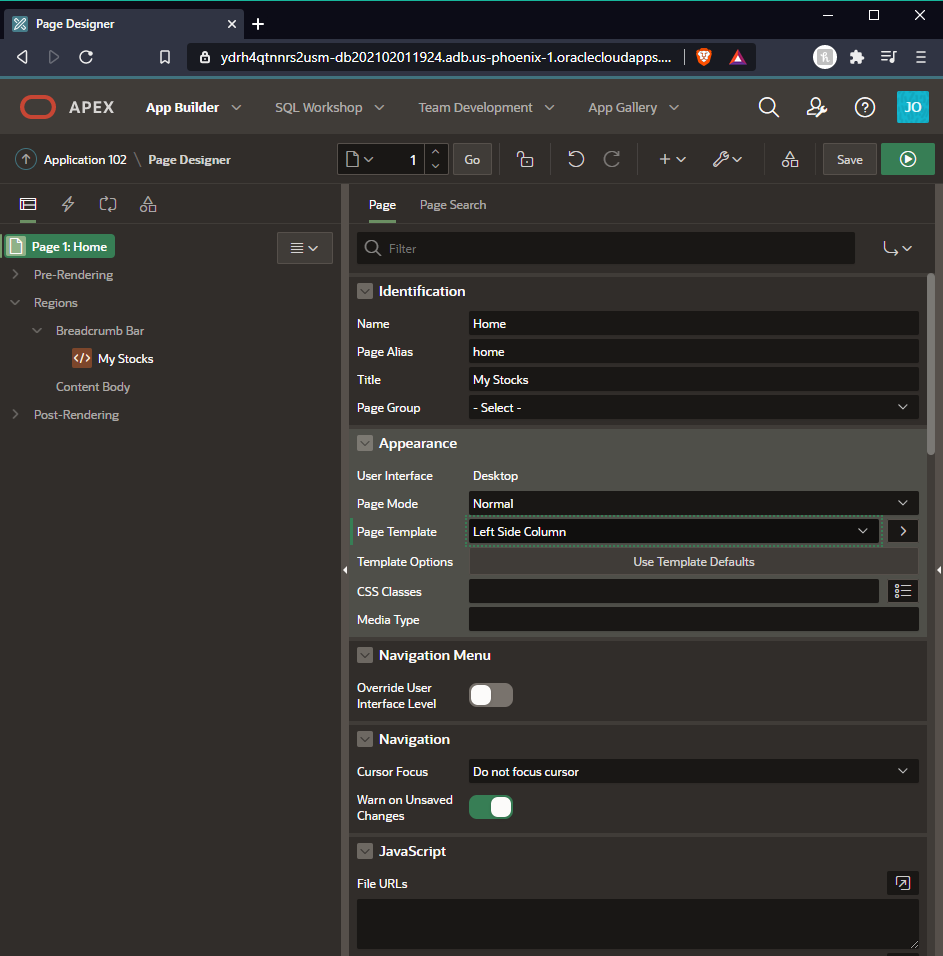 Page Designer
ydrh4qtnnrs2usm-db202102011924.adb.us-phoenix-1.oraclecloudapps....
APEX App Builder SQL Workshop Team Development App Gallery JO
Application 102 \ Page Designer 1 Go Save
Page 1: Home
Pre-Rendering
Regions
Breadcrumb Bar
My Stocks
Content Body
Post-Rendering
Page Page Search
Filter
Identification
Name Home
Page Alias home
Title My Stocks
Page Group - Select -
Appearance
User Interface Desktop
Page Mode Normal
Page Template Left Side Column
Template Options Use Template Defaults
CSS Classes
Media Type
Navigation Menu
Override User
Interface Level
Navigation
Cursor Focus Do not focus cursor
Warn on Unsaved
Changes
JavaScript
File URLs